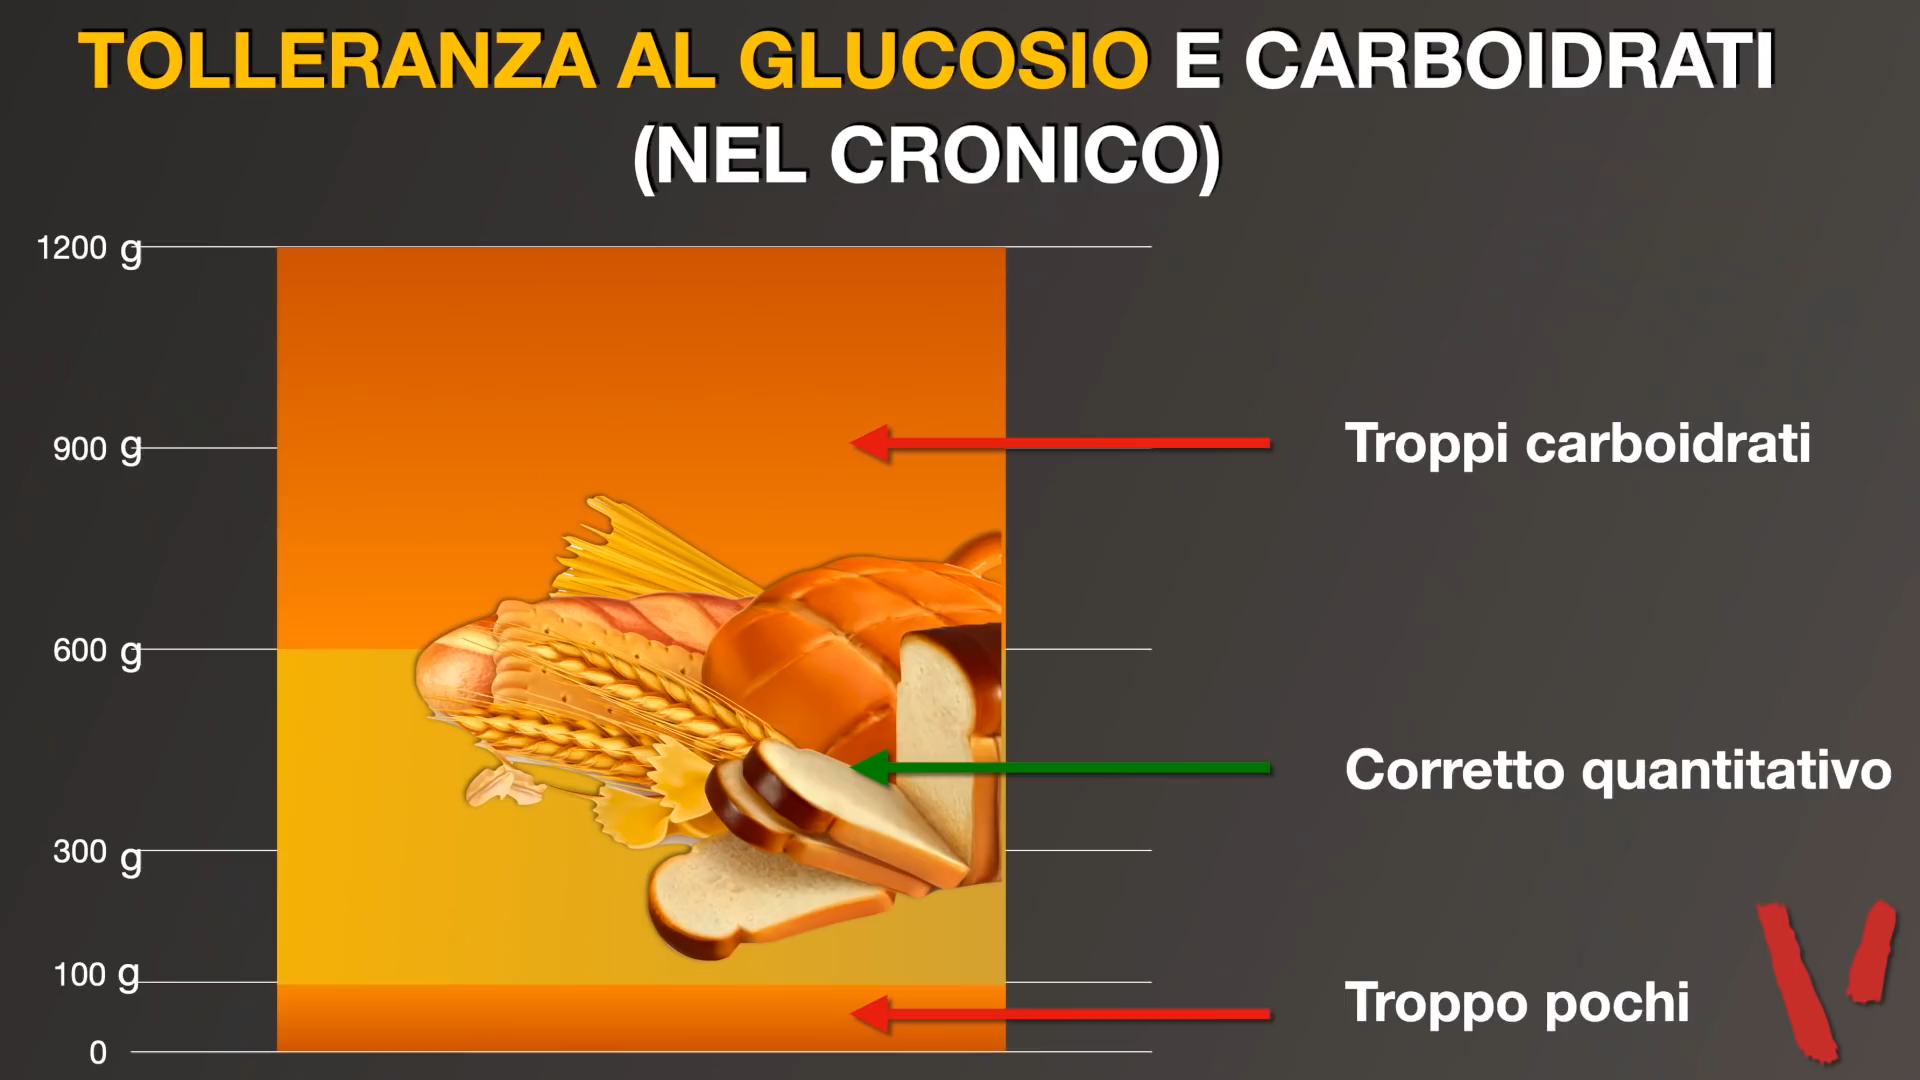 TOLLERANZA AL GLUCOSIO E CARBOIDRATI
(NEL CRONICO)
1200 g
900 g
Troppi carboidrati
600 g
Corretto quantitativo
300 g
100 g
Troppo pochi
0